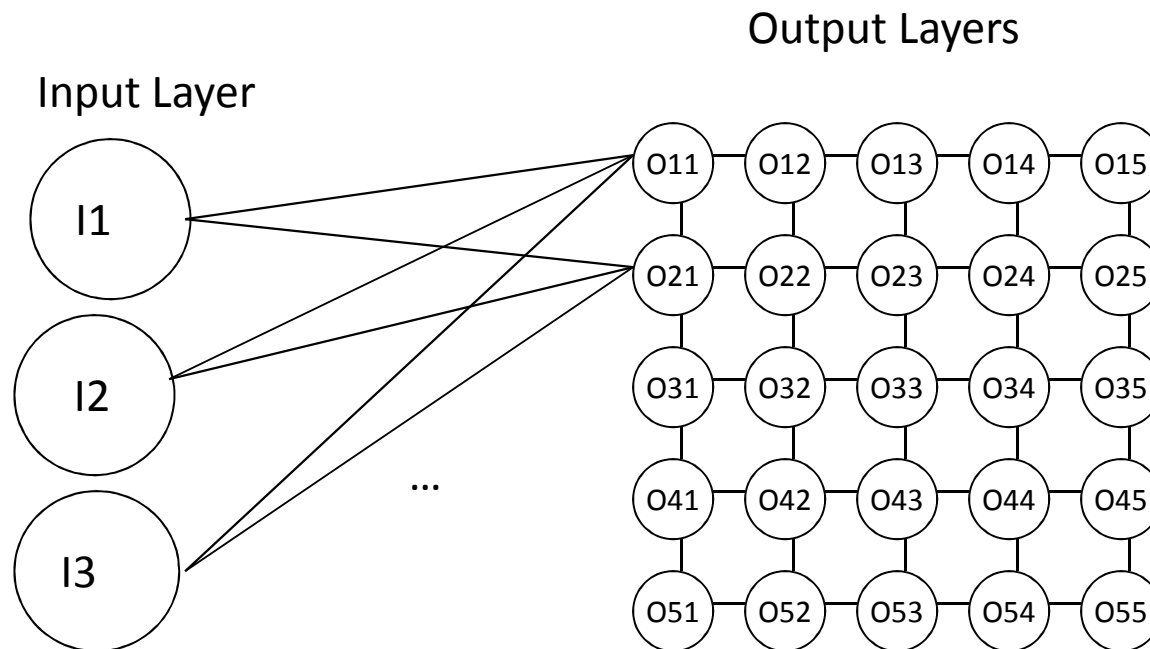 Output Layers
Input Layer
I1
I2
I3
...
O11 O12 O13 O14 O15
O21 O22 O23 O24 O25
O31 O32 O33 O34 O35
O41 O42 O43 O44 O45
O51 O52 O53 O54 O55